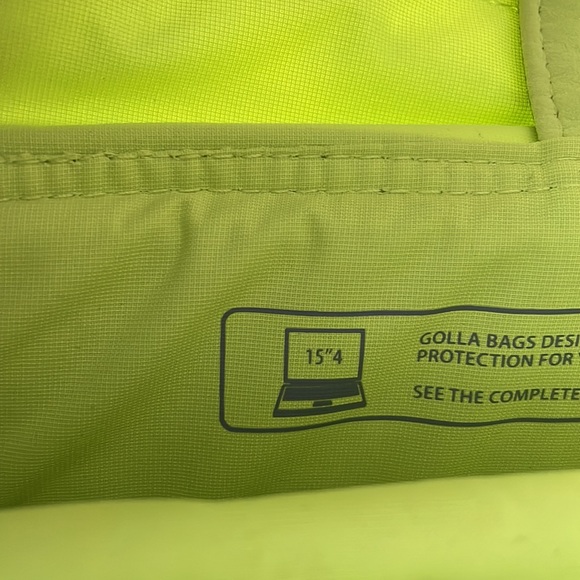 15"4
GOLLA BAGS DESI
PROTECTION FOR
SEE THE COMPLETE